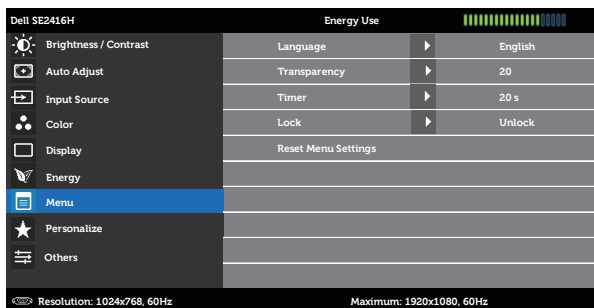 Dell SE2416H Energy Use
Brightness / Contrast Language English
Auto Adjust Transparency 20
Input Source Timer 20 s
Color Lock Unlock
Display Reset Menu Settings
Energy
Menu
Personalize
Others
Resolution: 1024x768, 60Hz Maximum: 1920x1080, 60Hz